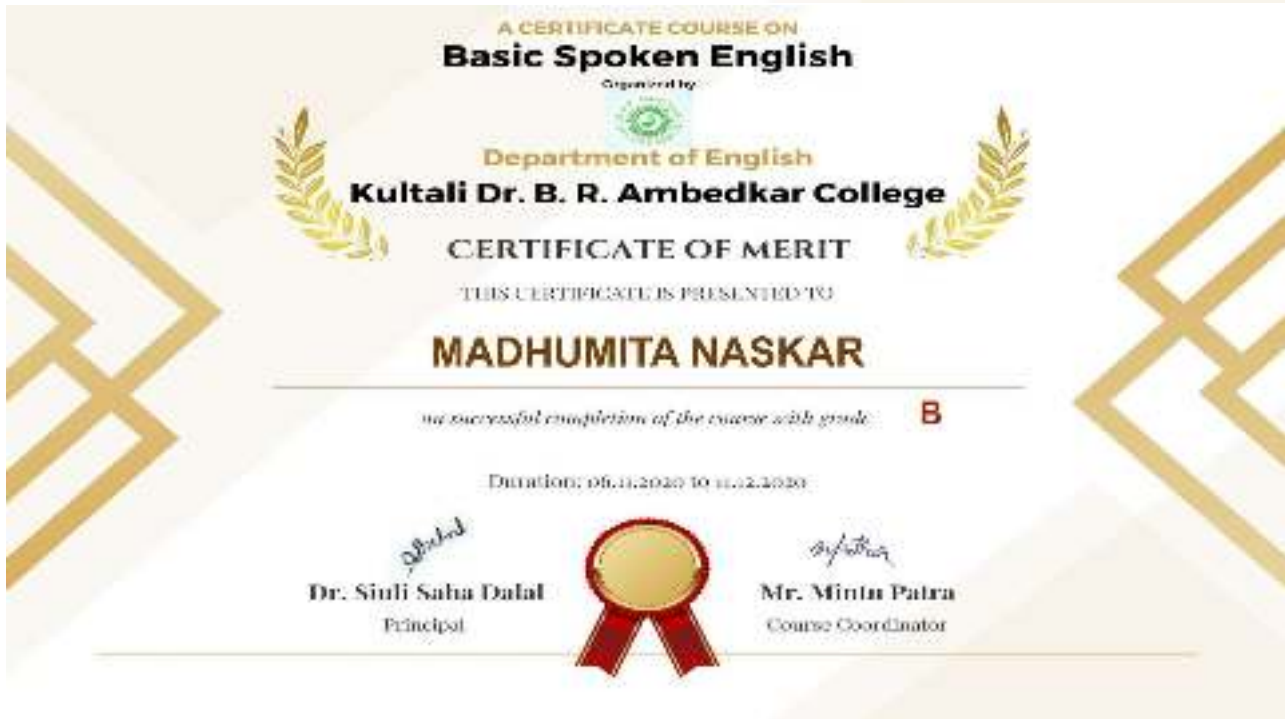 A CERTIFICATE COURSE ON
Basic Spoken English
Organized by
Department of English
Kultali Dr. B. R. Ambedkar College
CERTIFICATE OF MERIT
THIS CERTIFICATE IS PRESENTED TO
MADHUMITA NASKAR
on successful completion of the course with grade B
Duration: 06.11.2020 to 11.12.2020
Dr. Siuli Saha Dalal
Principal
Mr. Mintu Patra
Course Coordinator